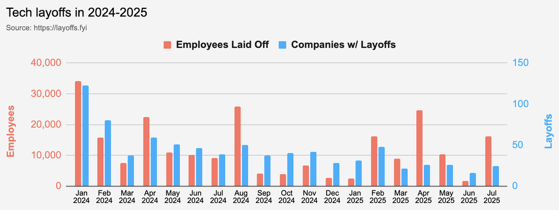 Tech layoffs in 2024-2025
Source: https://layoffs.fyi
Employees Laid Off
Companies w/ Layoffs
40,000
30,000
20,000
10,000
0
Employees
150
100
50
0
Layoffs
Jan 2024
Feb 2024
Mar 2024
Apr 2024
May 2024
Jun 2024
Jul 2024
Aug 2024
Sep 2024
Oct 2024
Nov 2024
Dec 2024
Jan 2025
Feb 2025
Mar 2025
Apr 2025
May 2025
Jun 2025
Jul 2025